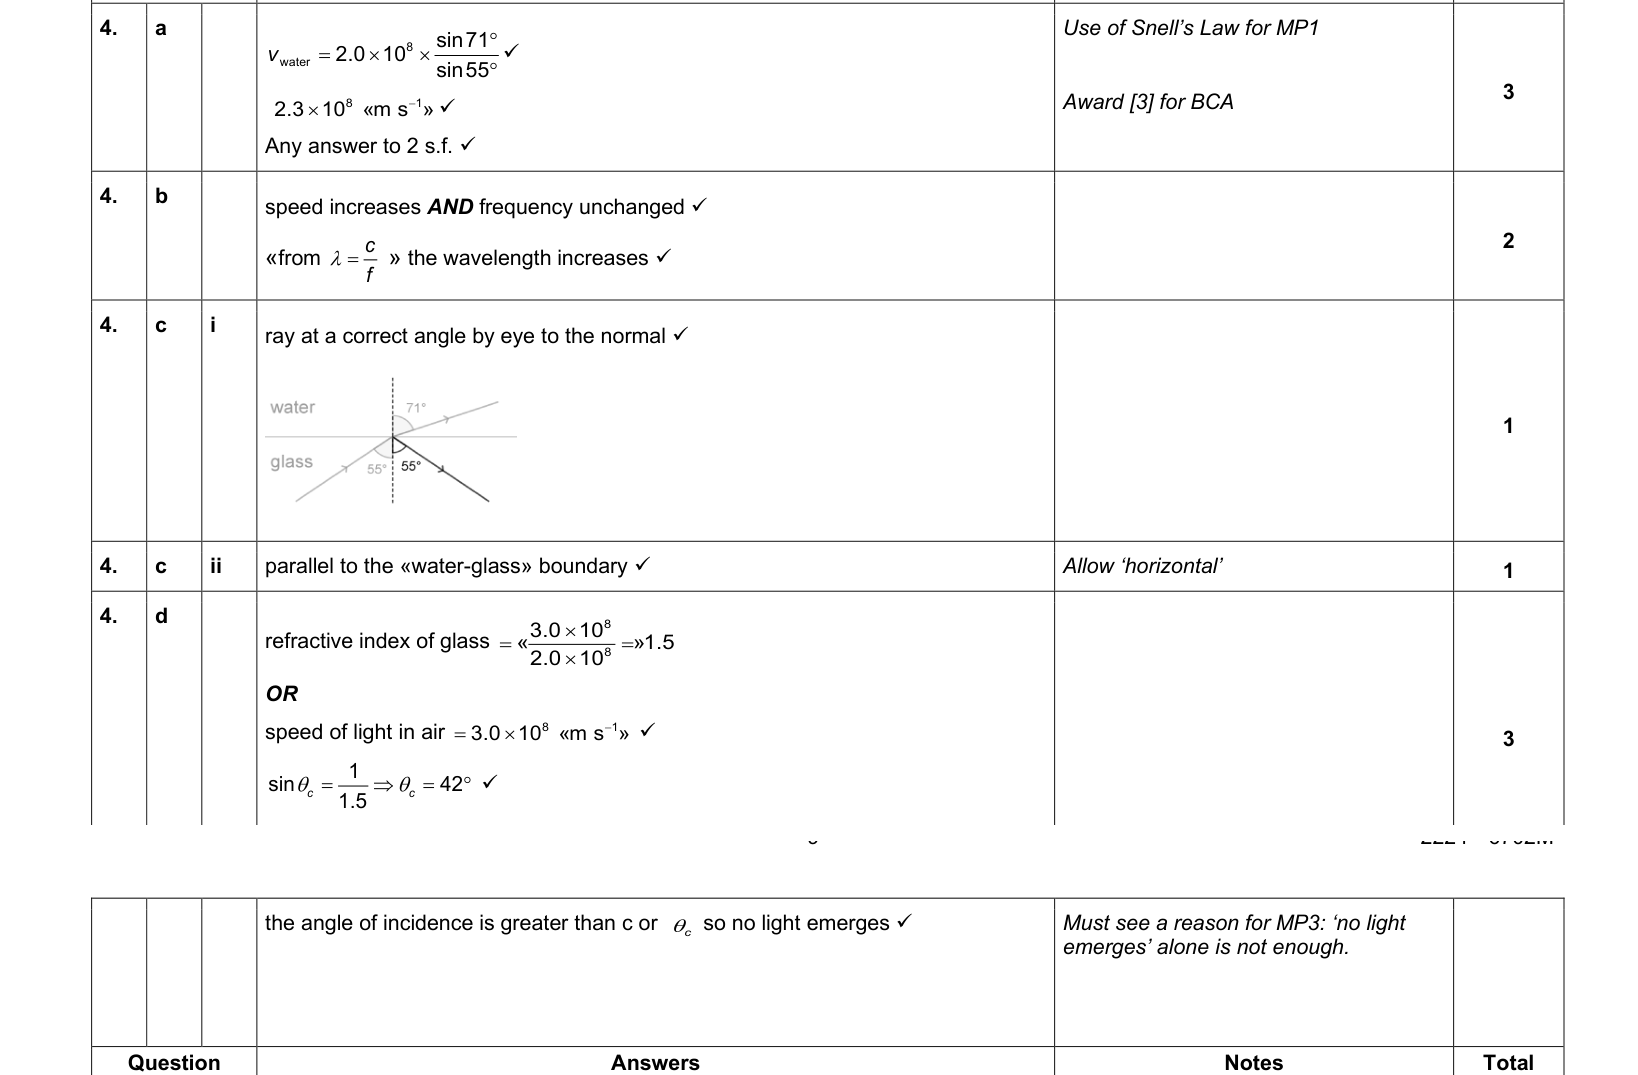 4. a
v_water = 2.0 × 10^8 × sin 71° / sin 55° ✓
2.3 × 10^8 «m s^−1» ✓
Any answer to 2 s.f. ✓
Use of Snell’s Law for MP1
Award [3] for BCA
3
4. b
speed increases AND frequency unchanged ✓
«from λ = c / f » the wavelength increases ✓
2
4. c i
ray at a correct angle by eye to the normal ✓
water 71°
glass 55° 55°
1
4. c ii parallel to the «water-glass» boundary ✓ Allow ‘horizontal’ 1
4. d
refractive index of glass = «3.0 × 10^8 / 2.0 × 10^8 =» 1.5
OR
speed of light in air = 3.0 × 10^8 «m s^−1» ✓
sin θ_c = 1 / 1.5 ⇒ θ_c = 42° ✓
3
the angle of incidence is greater than c or θ_c so no light emerges ✓
Must see a reason for MP3: ‘no light
emerges’ alone is not enough.
Question Answers Notes Total